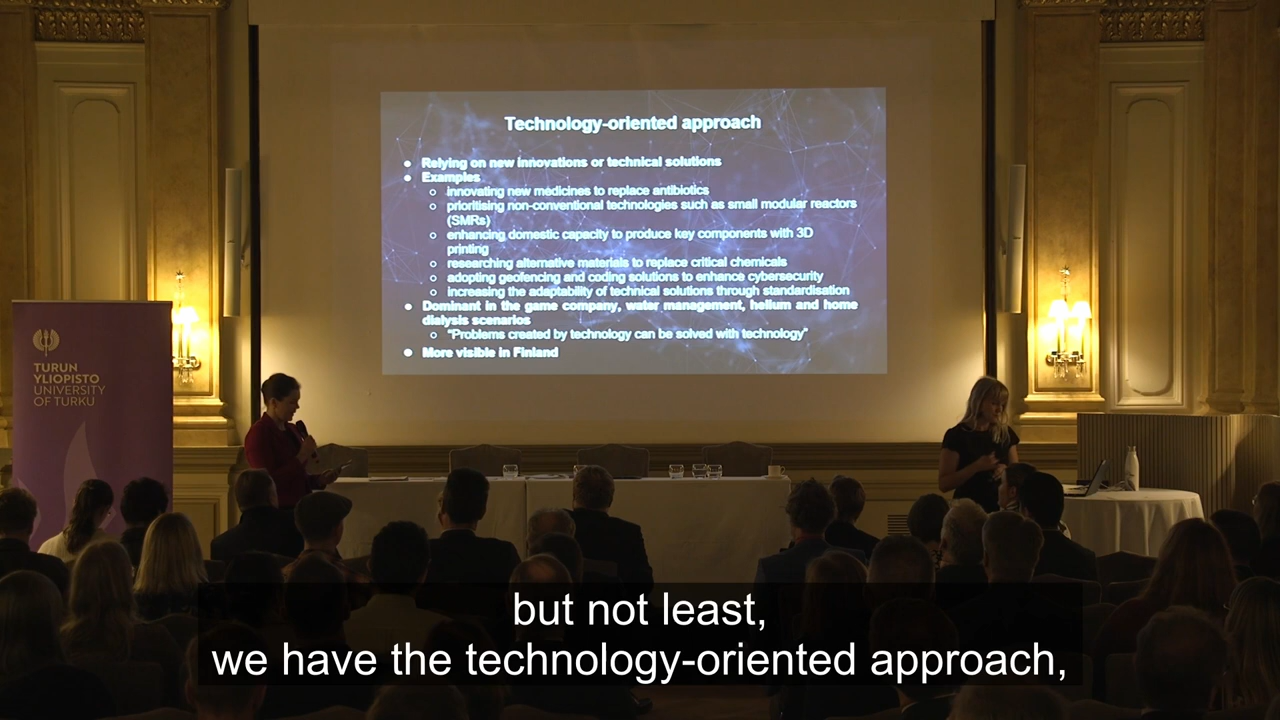 Technology-oriented approach
● Relying on new innovations or technical solutions
● Examples
○ innovating new medicines to replace antibiotics
○ prioritising non-conventional technologies such as small modular reactors
(SMRs)
○ enhancing domestic capacity to produce key components with 3D
printing
○ researching alternative materials to replace critical chemicals
○ adopting geofencing and coding solutions to enhance cybersecurity
○ increasing the adaptability of technical solutions through standardisation
● Dominant in the game company, water management, helium and home
dialysis scenarios
○ "Problems created by technology can be solved with technology"
● More visible in Finland
TURUN
YLIOPISTO
UNIVERSITY
OF TURKU
but not least,
we have the technology-oriented approach,